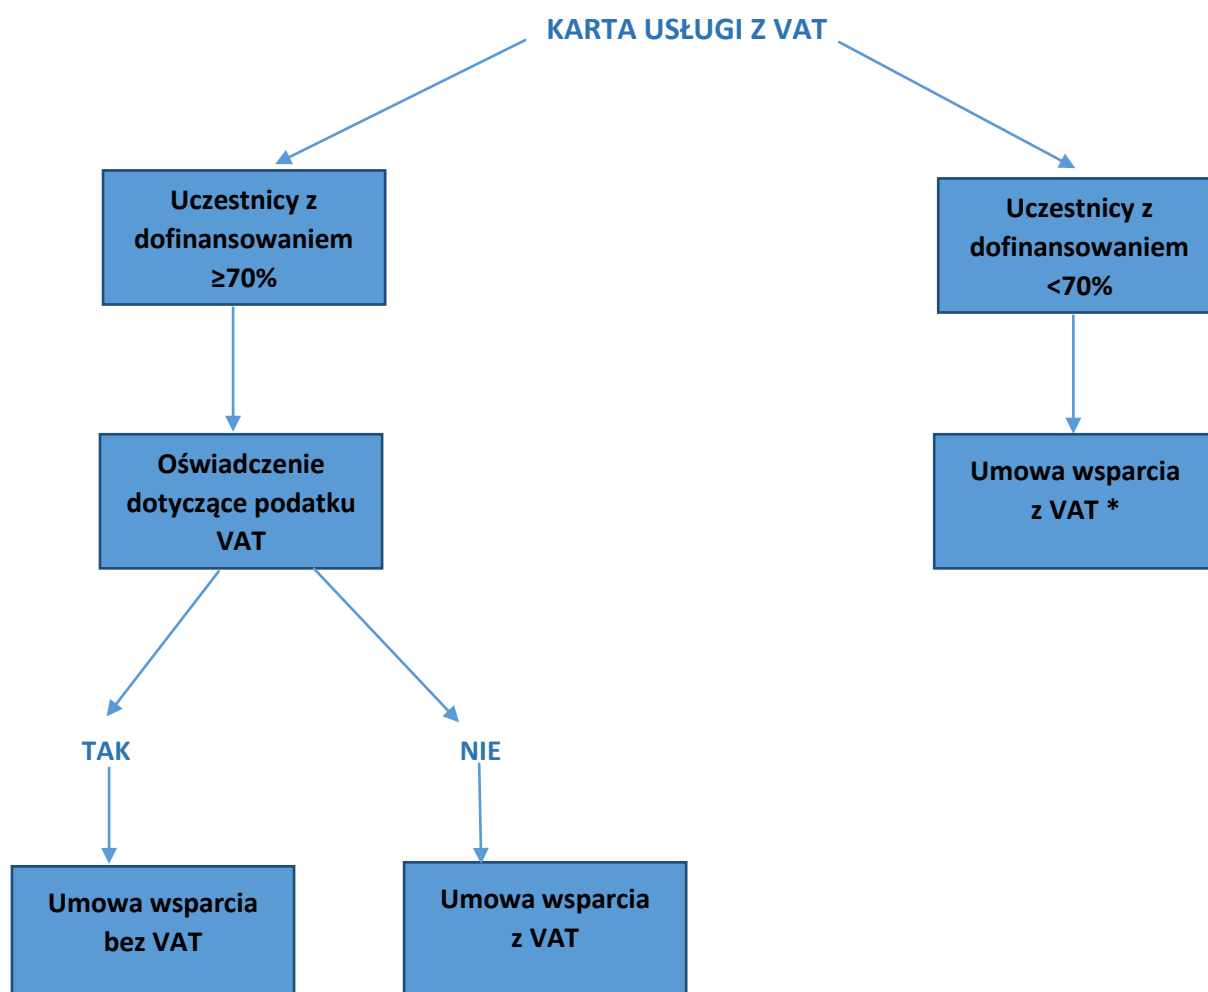 KARTA USŁUGI Z VAT
Uczestnicy z
dofinansowaniem
≥70%
Uczestnicy z
dofinansowaniem
<70%
Oświadczenie
dotyczące podatku
VAT
Umowa wsparcia
z VAT *
TAK
NIE
Umowa wsparcia
bez VAT
Umowa wsparcia
z VAT